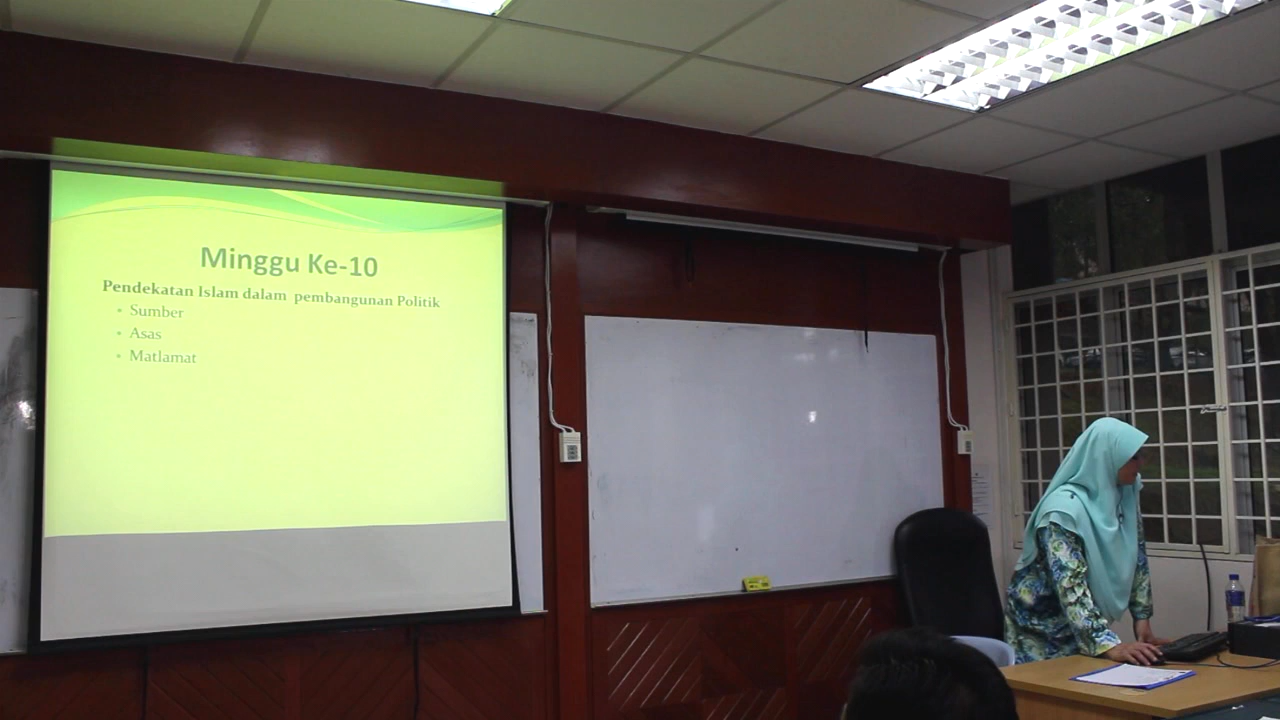 Minggu Ke-10
Pendekatan Islam dalam pembangunan Politik
• Sumber
• Asas
• Matlamat